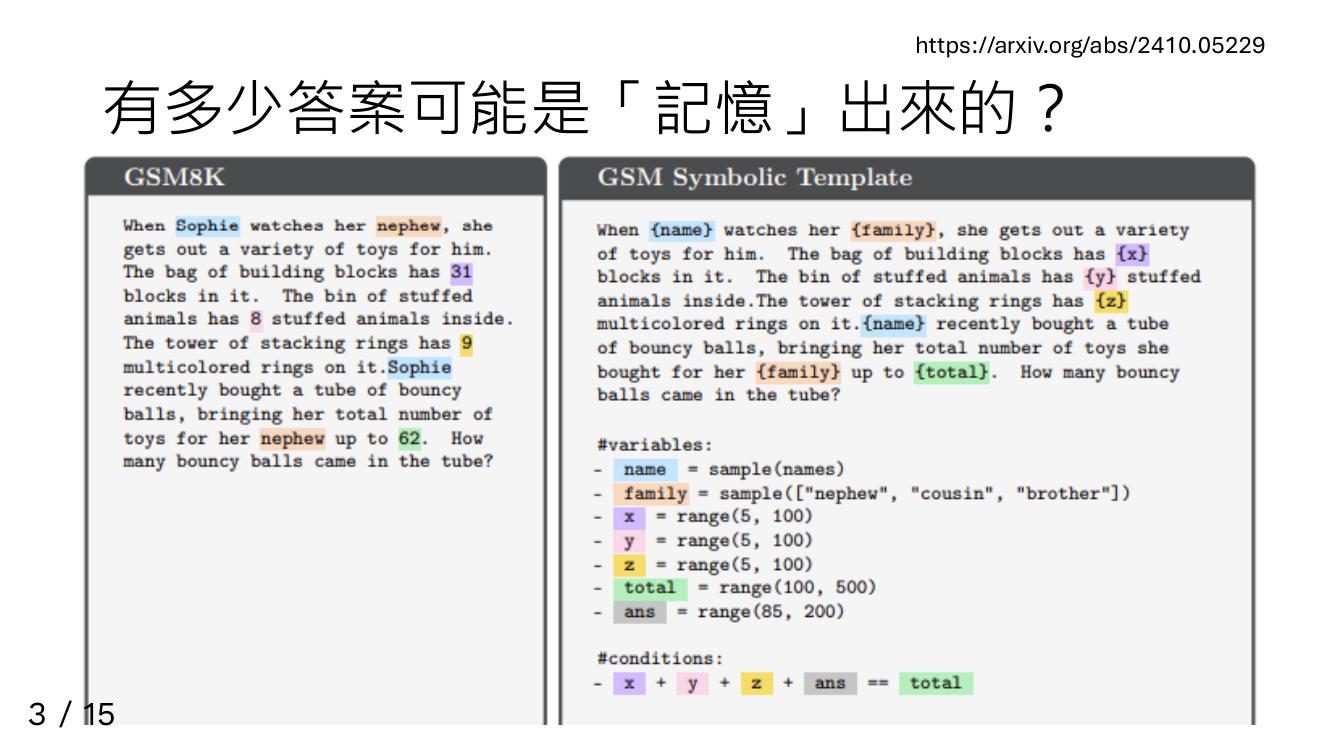 https://arxiv.org/abs/2410.05229
有多少答案可能是「記憶」出來的？
GSM8K
When Sophie watches her nephew, she
gets out a variety of toys for him.
The bag of building blocks has 31
blocks in it. The bin of stuffed
animals has 8 stuffed animals inside.
The tower of stacking rings has 9
multicolored rings on it.Sophie
recently bought a tube of bouncy
balls, bringing her total number of
toys for her nephew up to 62. How
many bouncy balls came in the tube?
GSM Symbolic Template
When {name} watches her {family}, she gets out a variety
of toys for him. The bag of building blocks has {x}
blocks in it. The bin of stuffed animals has {y} stuffed
animals inside.The tower of stacking rings has {z}
multicolored rings on it.{name} recently bought a tube
of bouncy balls, bringing her total number of toys she
bought for her {family} up to {total}. How many bouncy
balls came in the tube?
#variables:
- name = sample(names)
- family = sample(["nephew", "cousin", "brother"])
- x = range(5, 100)
- y = range(5, 100)
- z = range(5, 100)
- total = range(100, 500)
- ans = range(85, 200)
#conditions:
- x + y + z + ans == total
3 / 15